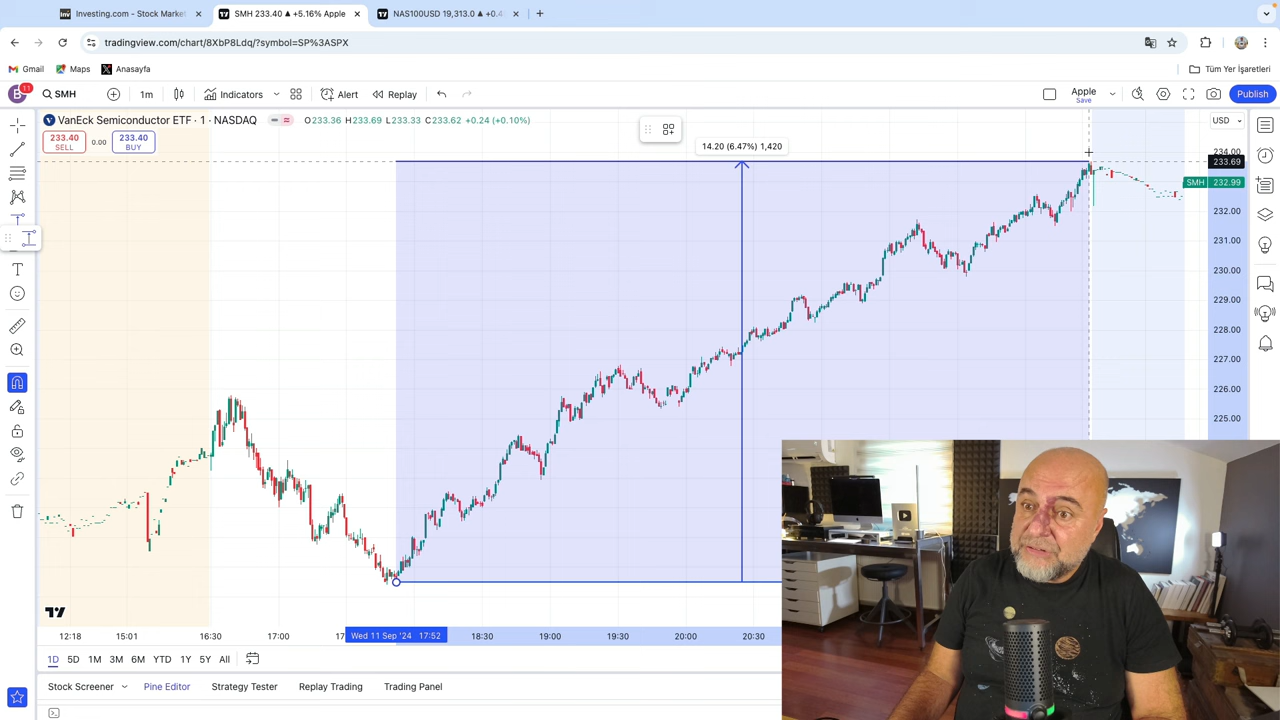 Investing.com - Stock Marke
SMH 233.40 ▲ +5.16% Apple
NAS100USD 19,313.0 ▲ +0.4
tradingview.com/chart/8XbP8Ldq/?symbol=SP%3ASPX
Gmail
Maps
Anasayfa
Tüm Yer İşaretleri
B
11
SMH
1m
Indicators
Alert
Replay
Apple
Save
Publish
VanEck Semiconductor ETF · 1 · NASDAQ
O233.36 H233.69 L233.33 C233.62 +0.24 (+0.10%)
USD
233.40
SELL
0.00
233.40
BUY
14.20 (6.47%) 1,420
234.00
233.69
SMH 232.99
232.00
231.00
230.00
229.00
228.00
227.00
226.00
225.00
12:18
15:01
16:30
17:00
17
Wed 11 Sep '24 17:52
18:30
19:00
19:30
20:00
20:30
1D
5D
1M
3M
6M
YTD
1Y
5Y
All
Stock Screener
Pine Editor
Strategy Tester
Replay Trading
Trading Panel